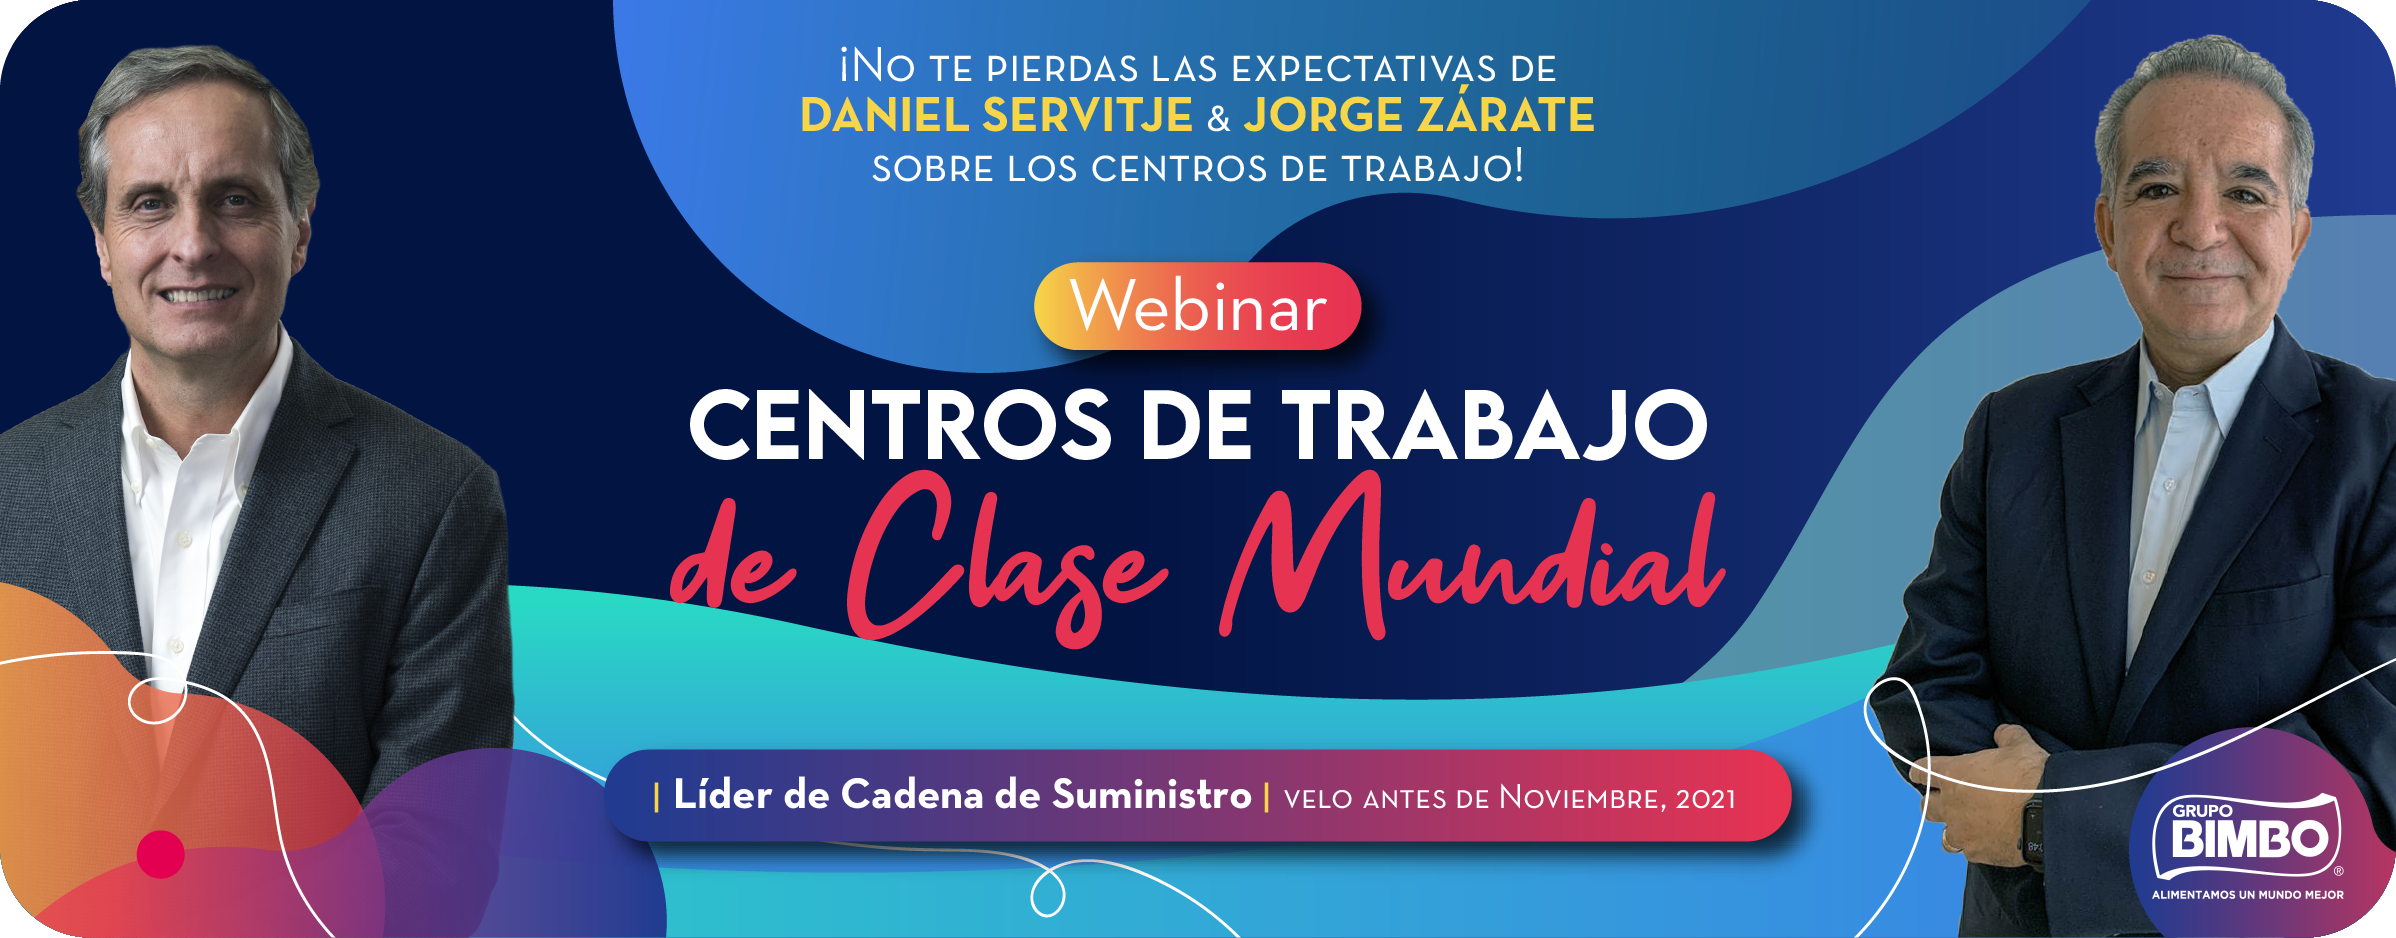 ¡No te pierdas las expectativas de
DANIEL SERVITJE & JORGE ZÁRATE
sobre los centros de trabajo!
Webinar
CENTROS DE TRABAJO
de Clase Mundial
| Líder de Cadena de Suministro | velo antes de Noviembre, 2021
GRUPO
BIMBO®
ALIMENTAMOS UN MUNDO MEJOR